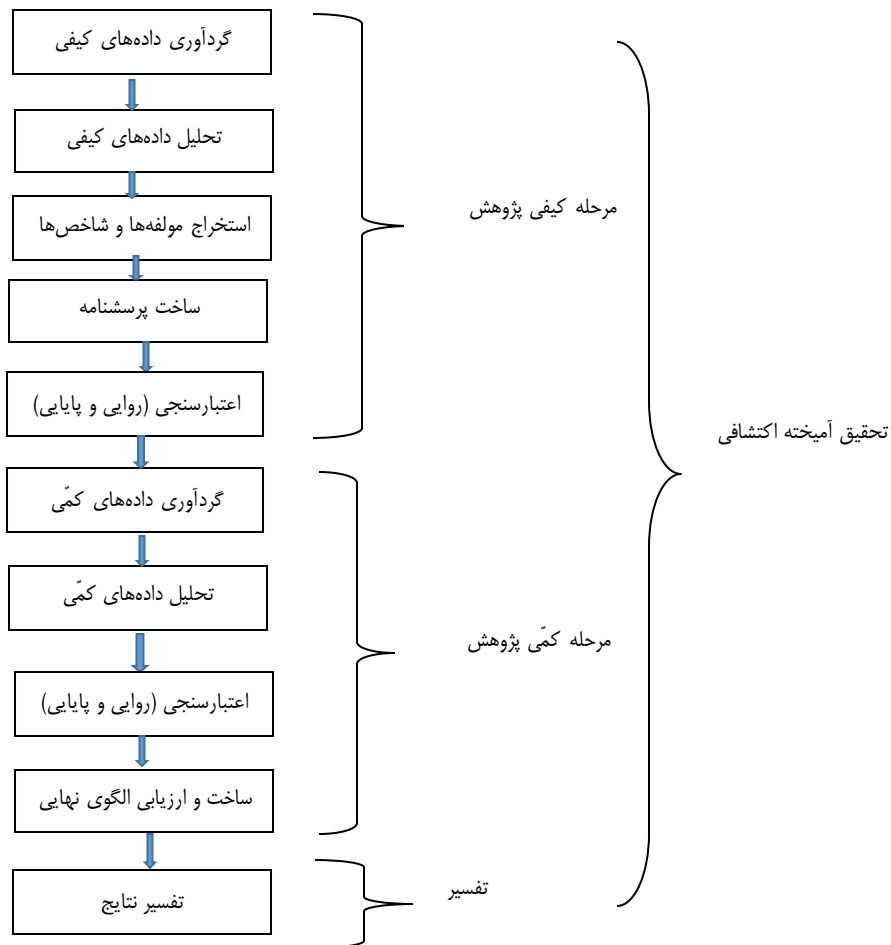 گردآوری داده‌های کیفی
تحلیل داده‌های کیفی
استخراج مولفه‌ها و شاخص‌ها
ساخت پرسشنامه
اعتبارسنجی (روایی و پایایی)
مرحله کیفی پژوهش
گردآوری داده‌های کمّی
تحلیل داده‌های کمّی
اعتبارسنجی (روایی و پایایی)
ساخت و ارزیابی الگوی نهایی
مرحله کمّی پژوهش
تفسیر نتایج
تفسیر
تحقیق آمیخته اکتشافی